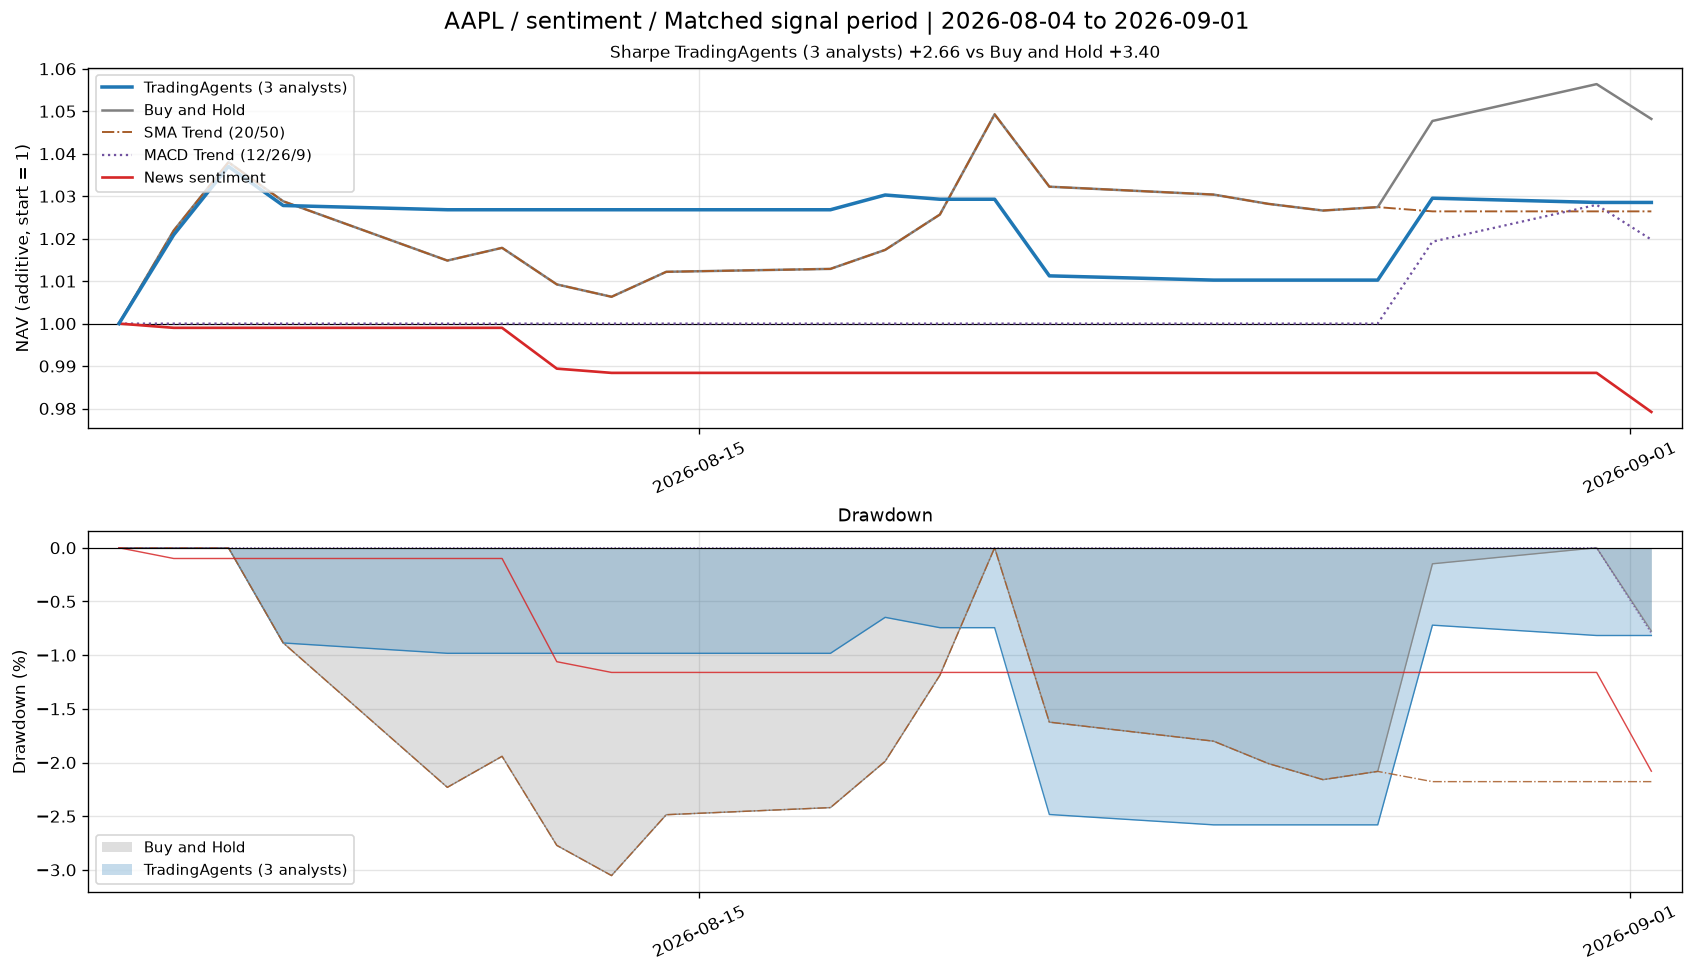 AAPL / sentiment / Matched signal period | 2026-08-04 to 2026-09-01
Sharpe TradingAgents (3 analysts) +2.66 vs Buy and Hold +3.40
NAV (additive, start = 1)
1.06
1.05
1.04
1.03
1.02
1.01
1.00
0.99
0.98
TradingAgents (3 analysts)
Buy and Hold
SMA Trend (20/50)
MACD Trend (12/26/9)
News sentiment
2026-08-15
2026-09-01
Drawdown
Drawdown (%)
0.0
−0.5
−1.0
−1.5
−2.0
−2.5
−3.0
Buy and Hold
TradingAgents (3 analysts)
2026-08-15
2026-09-01